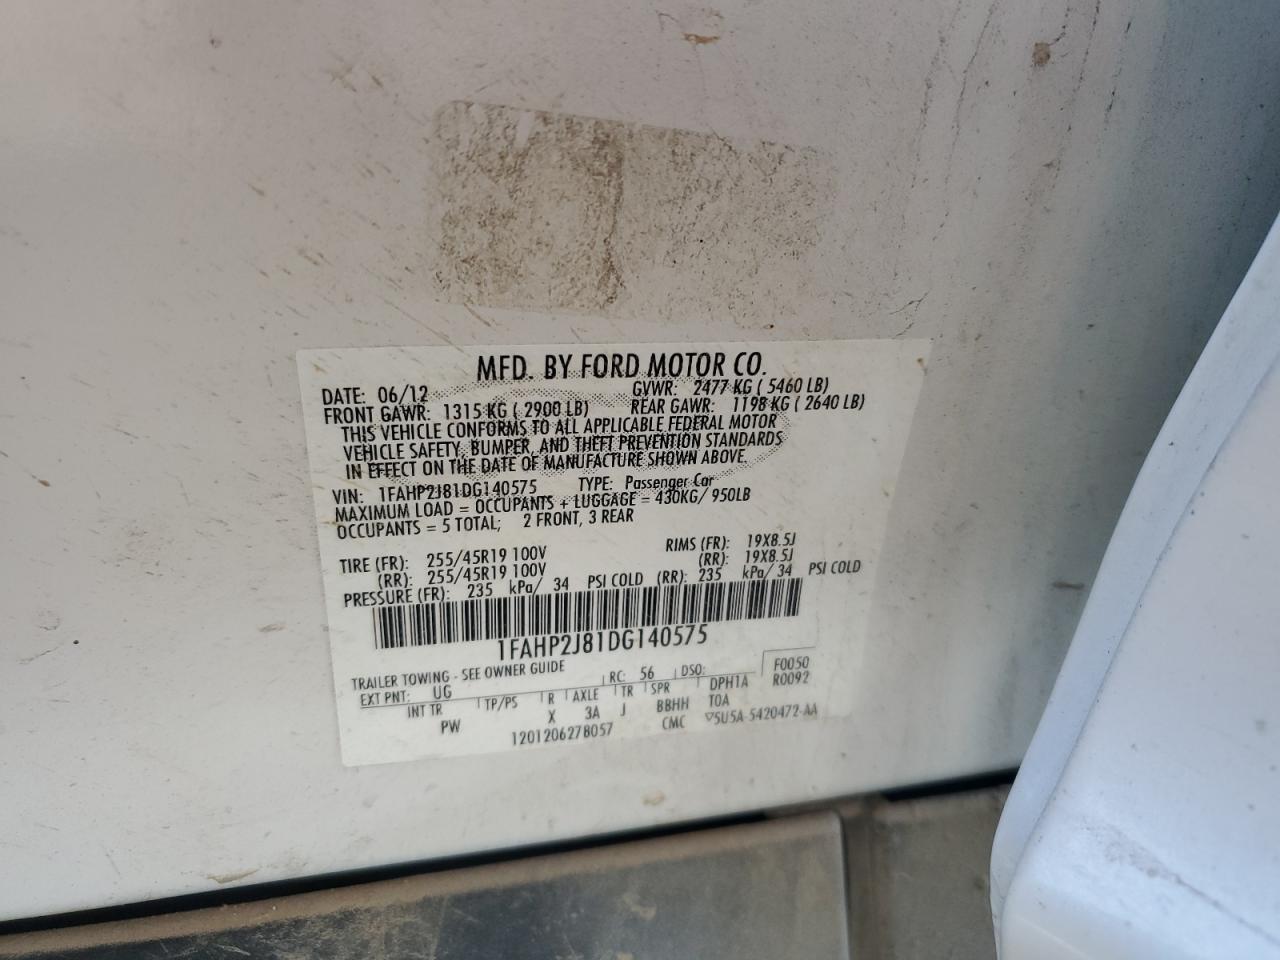 MFD. BY FORD MOTOR CO.
DATE: 06/12 GVWR: 2477 KG ( 5460 LB)
FRONT GAWR: 1315 KG ( 2900 LB) REAR GAWR: 1198 KG ( 2640 LB)
THIS VEHICLE CONFORMS TO ALL APPLICABLE FEDERAL MOTOR
VEHICLE SAFETY, BUMPER, AND THEFT PREVENTION STANDARDS
IN EFFECT ON THE DATE OF MANUFACTURE SHOWN ABOVE.
VIN: 1FAHP2J81DG140575 TYPE: Passenger Car
MAXIMUM LOAD = OCCUPANTS + LUGGAGE = 430KG/ 950LB
OCCUPANTS = 5 TOTAL; 2 FRONT, 3 REAR
TIRE (FR): 255/45R19 100V RIMS (FR): 19X8.5J
(RR): 255/45R19 100V (RR): 19X8.5J
PRESSURE (FR): 235 kPa/ 34 PSI COLD (RR): 235 kPa/ 34 PSI COLD
1FAHP2J81DG140575
TRAILER TOWING - SEE OWNER GUIDE
EXT PNT: UG RC: 56 DSO: F0050
INT TR TP/PS R AXLE TR SPR DPH1A R0092
PW X 3A J BBHH T0A
12012062 7B057 CMC ▽5U5A-5420472-AA